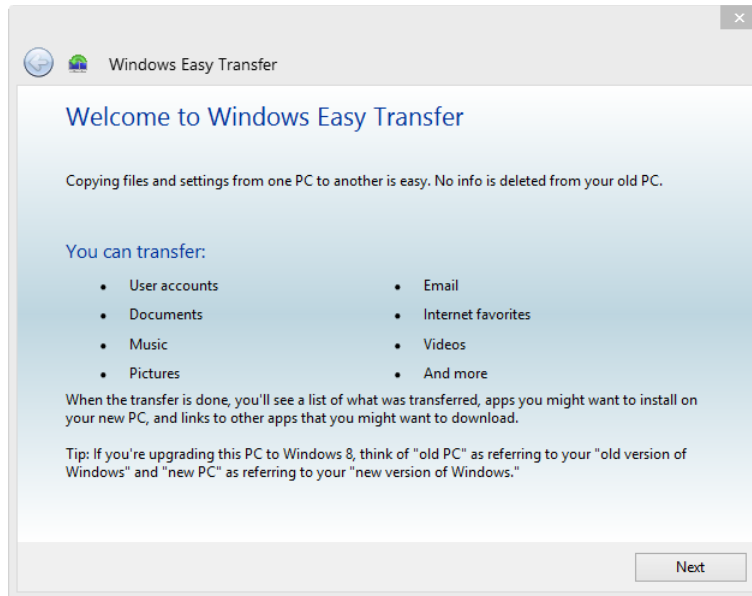 Windows Easy Transfer
Welcome to Windows Easy Transfer
Copying files and settings from one PC to another is easy. No info is deleted from your old PC.
You can transfer:
• User accounts
• Documents
• Music
• Pictures
• Email
• Internet favorites
• Videos
• And more
When the transfer is done, you'll see a list of what was transferred, apps you might want to install on
your new PC, and links to other apps that you might want to download.
Tip: If you're upgrading this PC to Windows 8, think of "old PC" as referring to your "old version of
Windows" and "new PC" as referring to your "new version of Windows."
Next